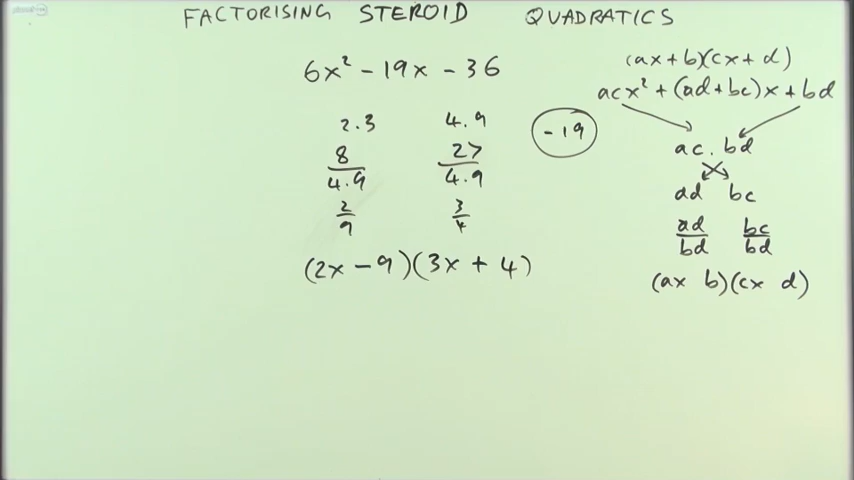 FACTORISING STEROID QUADRATICS
6x² - 19x - 36
2.3 4.9
8/4.9 27/4.9
2/9 3/4
(2x - 9)(3x + 4)
-19
(ax + b)(cx + d)
acx² + (ad + bc)x + bd
ac . bd
ad bc
ad/bd bc/bd
(ax b)(cx d)